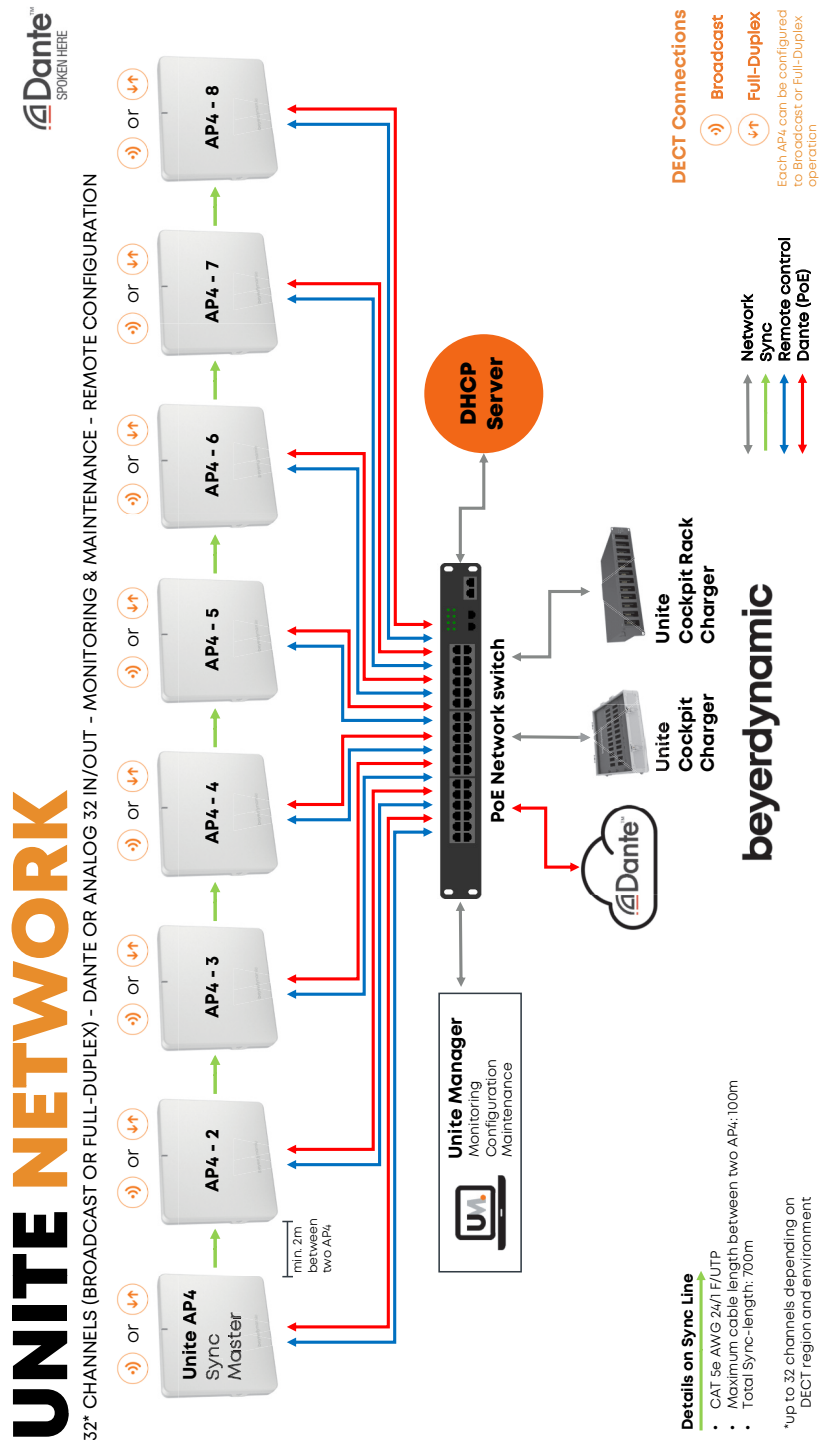 UNITE NETWORK
Dante™
SPOKEN HERE
32* CHANNELS (BROADCAST OR FULL-DUPLEX) - DANTE OR ANALOG 32 IN/OUT - MONITORING & MAINTENANCE - REMOTE CONFIGURATION
or
or
or
or
or
or
or
or
Unite AP4
Sync
Master
AP4 - 2
AP4 - 3
AP4 - 4
AP4 - 5
AP4 - 6
AP4 - 7
AP4 - 8
min. 2m
between
two AP4
Unite Manager
Monitoring
Configuration
Maintenance
UM.
PoE Network switch
DHCP
Server
Dante™
Unite
Cockpit
Charger
Unite
Cockpit Rack
Charger
DECT Connections
Broadcast
Full-Duplex
Each AP4 can be configured
to Broadcast or Full-Duplex
operation
Details on Sync Line
• CAT 5e AWG 24/1 F/UTP
• Maximum cable length between two AP4: 100m
• Total Sync-length: 700m
*up to 32 channels depending on
DECT region and environment
beyerdynamic
Network
Sync
Remote control
Dante (PoE)